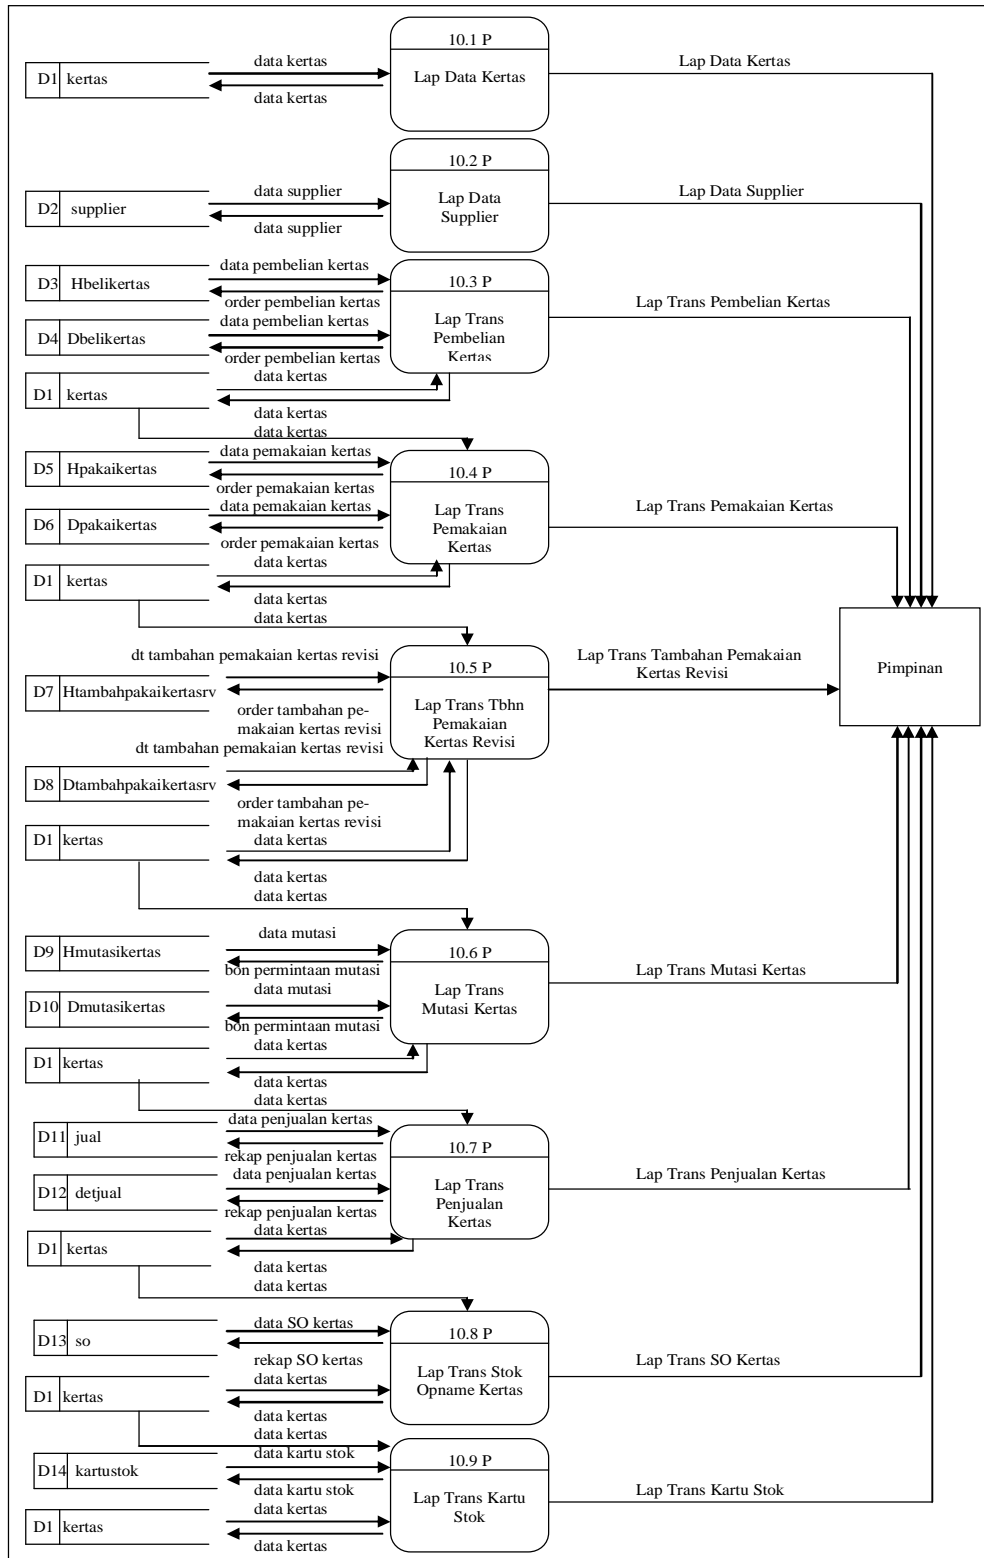 10.1 P
data kertas
Lap Data Kertas
Lap Data Kertas
D1 kertas
data kertas
10.2 P
data supplier
Lap Data Supplier
Lap Data
Supplier
D2 supplier
data supplier
data pembelian kertas
10.3 P
D3 Hbelikertas
order pembelian kertas
Lap Trans Pembelian Kertas
data pembelian kertas
Lap Trans
Pembelian
Kertas
D4 Dbelikertas
order pembelian kertas
data kertas
D1 kertas
data kertas
data kertas
data pemakaian kertas
10.4 P
D5 Hpakaikertas
order pemakaian kertas
data pemakaian kertas
Lap Trans Pemakaian Kertas
Lap Trans
Pemakaian
Kertas
D6 Dpakaikertas
order pemakaian kertas
data kertas
D1 kertas
data kertas
data kertas
dt tambahan pemakaian kertas revisi
10.5 P
Lap Trans Tambahan Pemakaian
Kertas Revisi
Pimpinan
D7 Htambahpakaikertasrv
Lap Trans Tbhn
Pemakaian
Kertas Revisi
order tambahan pe-
makaian kertas revisi
dt tambahan pemakaian kertas revisi
D8 Dtambahpakaikertasrv
order tambahan pe-
makaian kertas revisi
data kertas
D1 kertas
data kertas
data kertas
data mutasi
10.6 P
D9 Hmutasikertas
bon permintaan mutasi
Lap Trans Mutasi Kertas
data mutasi
Lap Trans
Mutasi Kertas
D10 Dmutasikertas
bon permintaan mutasi
data kertas
D1 kertas
data kertas
data kertas
data penjualan kertas
10.7 P
D11 jual
rekap penjualan kertas
data penjualan kertas
Lap Trans Penjualan Kertas
Lap Trans
Penjualan
Kertas
D12 detjual
rekap penjualan kertas
data kertas
D1 kertas
data kertas
data kertas
data SO kertas
10.8 P
D13 so
rekap SO kertas
Lap Trans SO Kertas
data kertas
Lap Trans Stok
Opname Kertas
D1 kertas
data kertas
data kertas
data kartu stok
10.9 P
D14 kartustok
data kartu stok
Lap Trans Kartu Stok
data kertas
Lap Trans Kartu
Stok
D1 kertas
data kertas